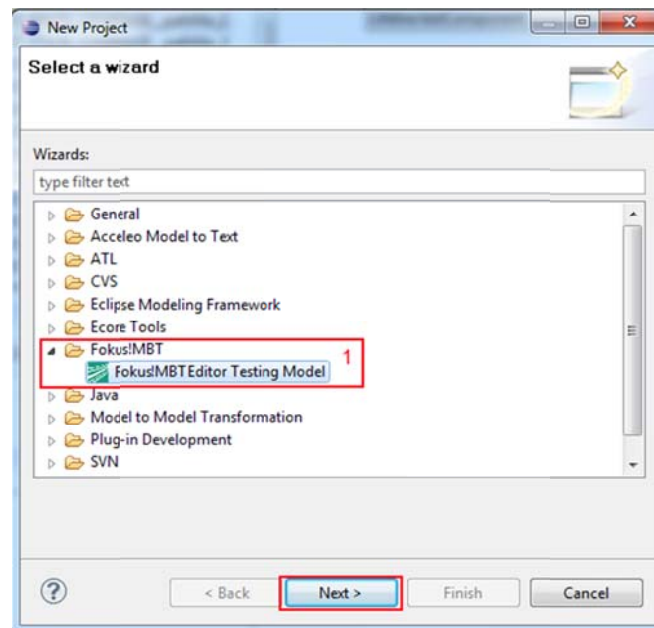 New Project
Select a wizard
Wizards:
type filter text
General
Acceleo Model to Text
ATL
CVS
Eclipse Modeling Framework
Ecore Tools
Fokus!MBT
1
Fokus!MBT Editor Testing Model
Java
Model to Model Transformation
Plug-in Development
SVN
?
< Back
Next >
Finish
Cancel